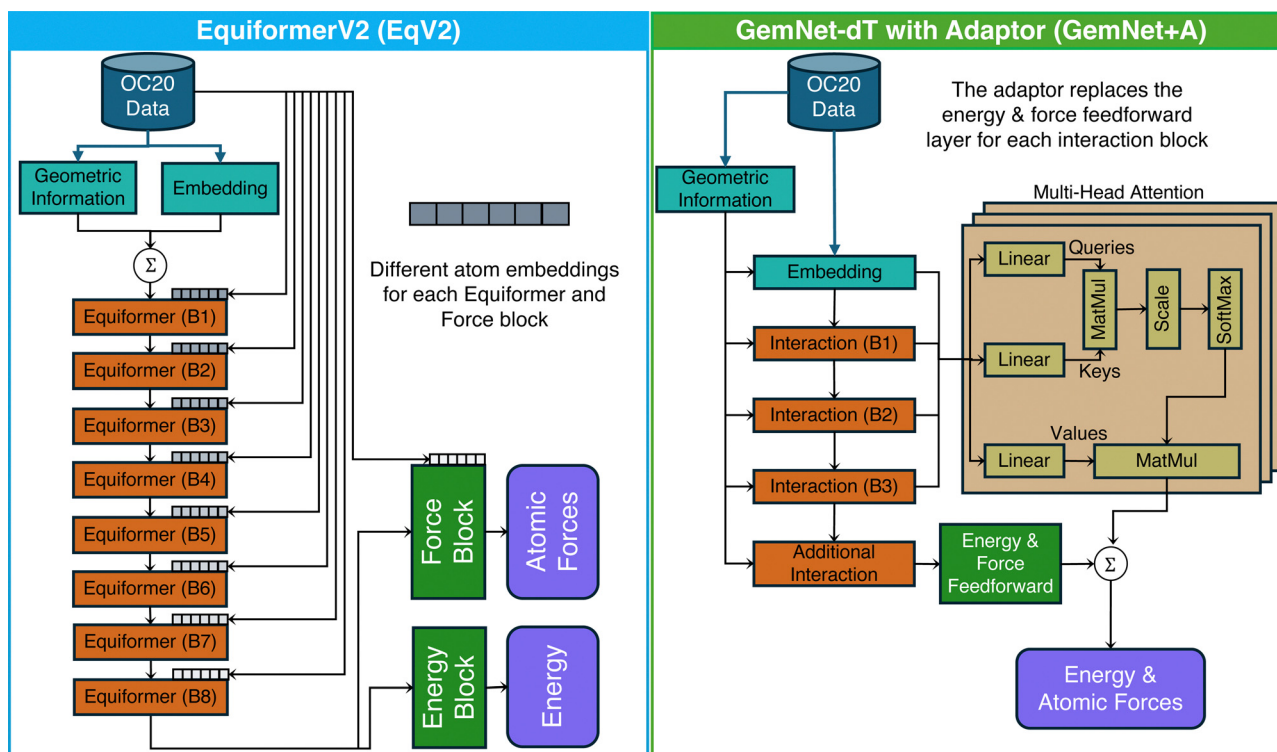 EquiformerV2 (EqV2)
OC20
Data
Geometric
Information
Embedding
Σ
Equiformer (B1)
Equiformer (B2)
Equiformer (B3)
Equiformer (B4)
Equiformer (B5)
Equiformer (B6)
Equiformer (B7)
Equiformer (B8)
Different atom embeddings
for each Equiformer and
Force block
Force
Block
Atomic
Forces
Energy
Block
Energy
GemNet-dT with Adaptor (GemNet+A)
OC20
Data
The adaptor replaces the
energy & force feedforward
layer for each interaction block
Geometric
Information
Embedding
Interaction (B1)
Interaction (B2)
Interaction (B3)
Additional
Interaction
Multi-Head Attention
Linear
Queries
MatMul
Scale
SoftMax
Linear
Keys
Values
Linear
MatMul
Energy &
Force
Feedforward
Σ
Energy &
Atomic Forces